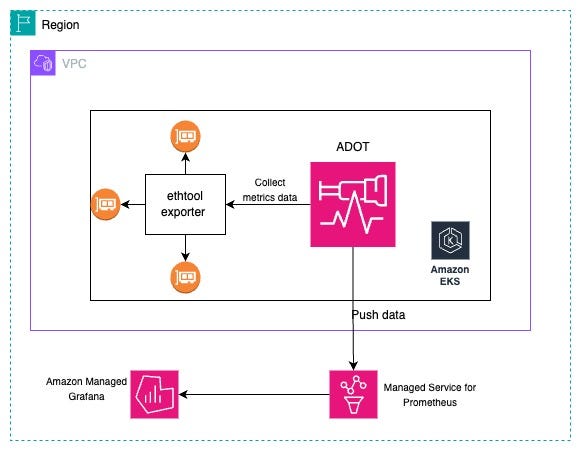 Region
VPC
ADOT
ethtool
exporter
Collect
metrics data
Amazon
EKS
Push data
Amazon Managed
Grafana
Managed Service for
Prometheus